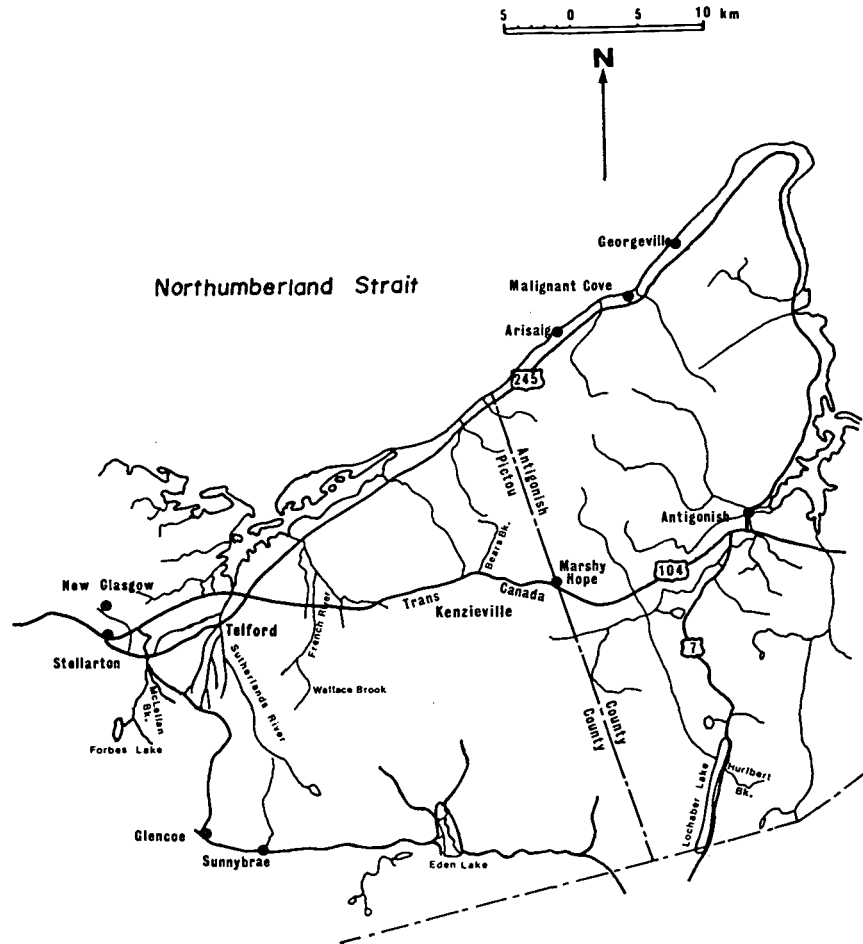 5 0 5 10 km
N
Georgeville
Northumberland Strait
Malignant Cove
Arisaig
245
Antigonish
Pictou
Antigonish
Bears Bk.
Marshy
Hope
104
New Glasgow
Trans Canada
Kenzieville
French River
Telford
Stellarton
Sutherlands River
7
Wallace Brook
McLellan
Bk.
County
County
Forbes Lake
Lochaber Lake
Hurlbert
Bk.
Glencoe
Sunnybrae
Eden Lake